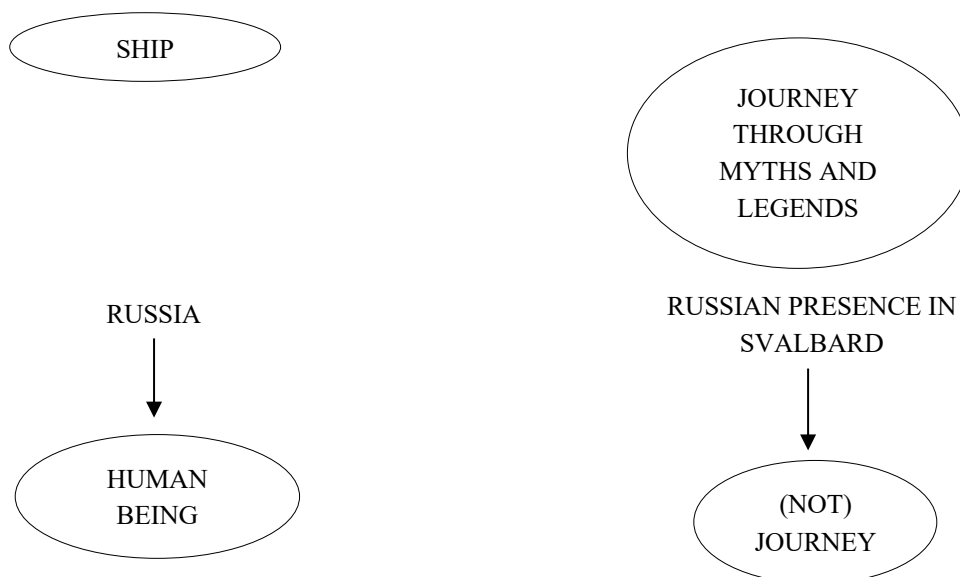 SHIP
JOURNEY
THROUGH
MYTHS AND
LEGENDS
RUSSIA
RUSSIAN PRESENCE IN
SVALBARD
HUMAN
BEING
(NOT)
JOURNEY